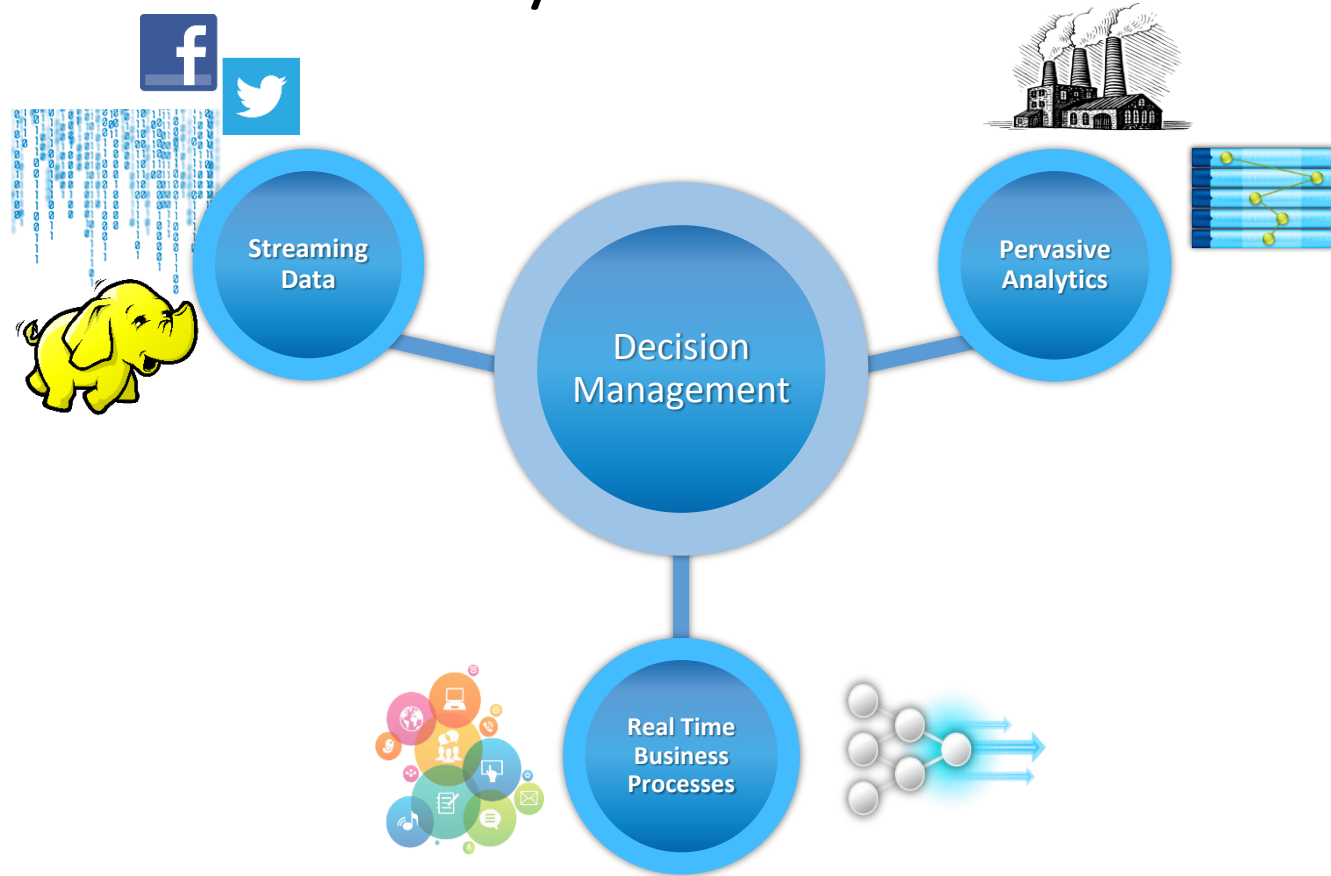 Streaming
Data
Pervasive
Analytics
Decision
Management
Real Time
Business
Processes